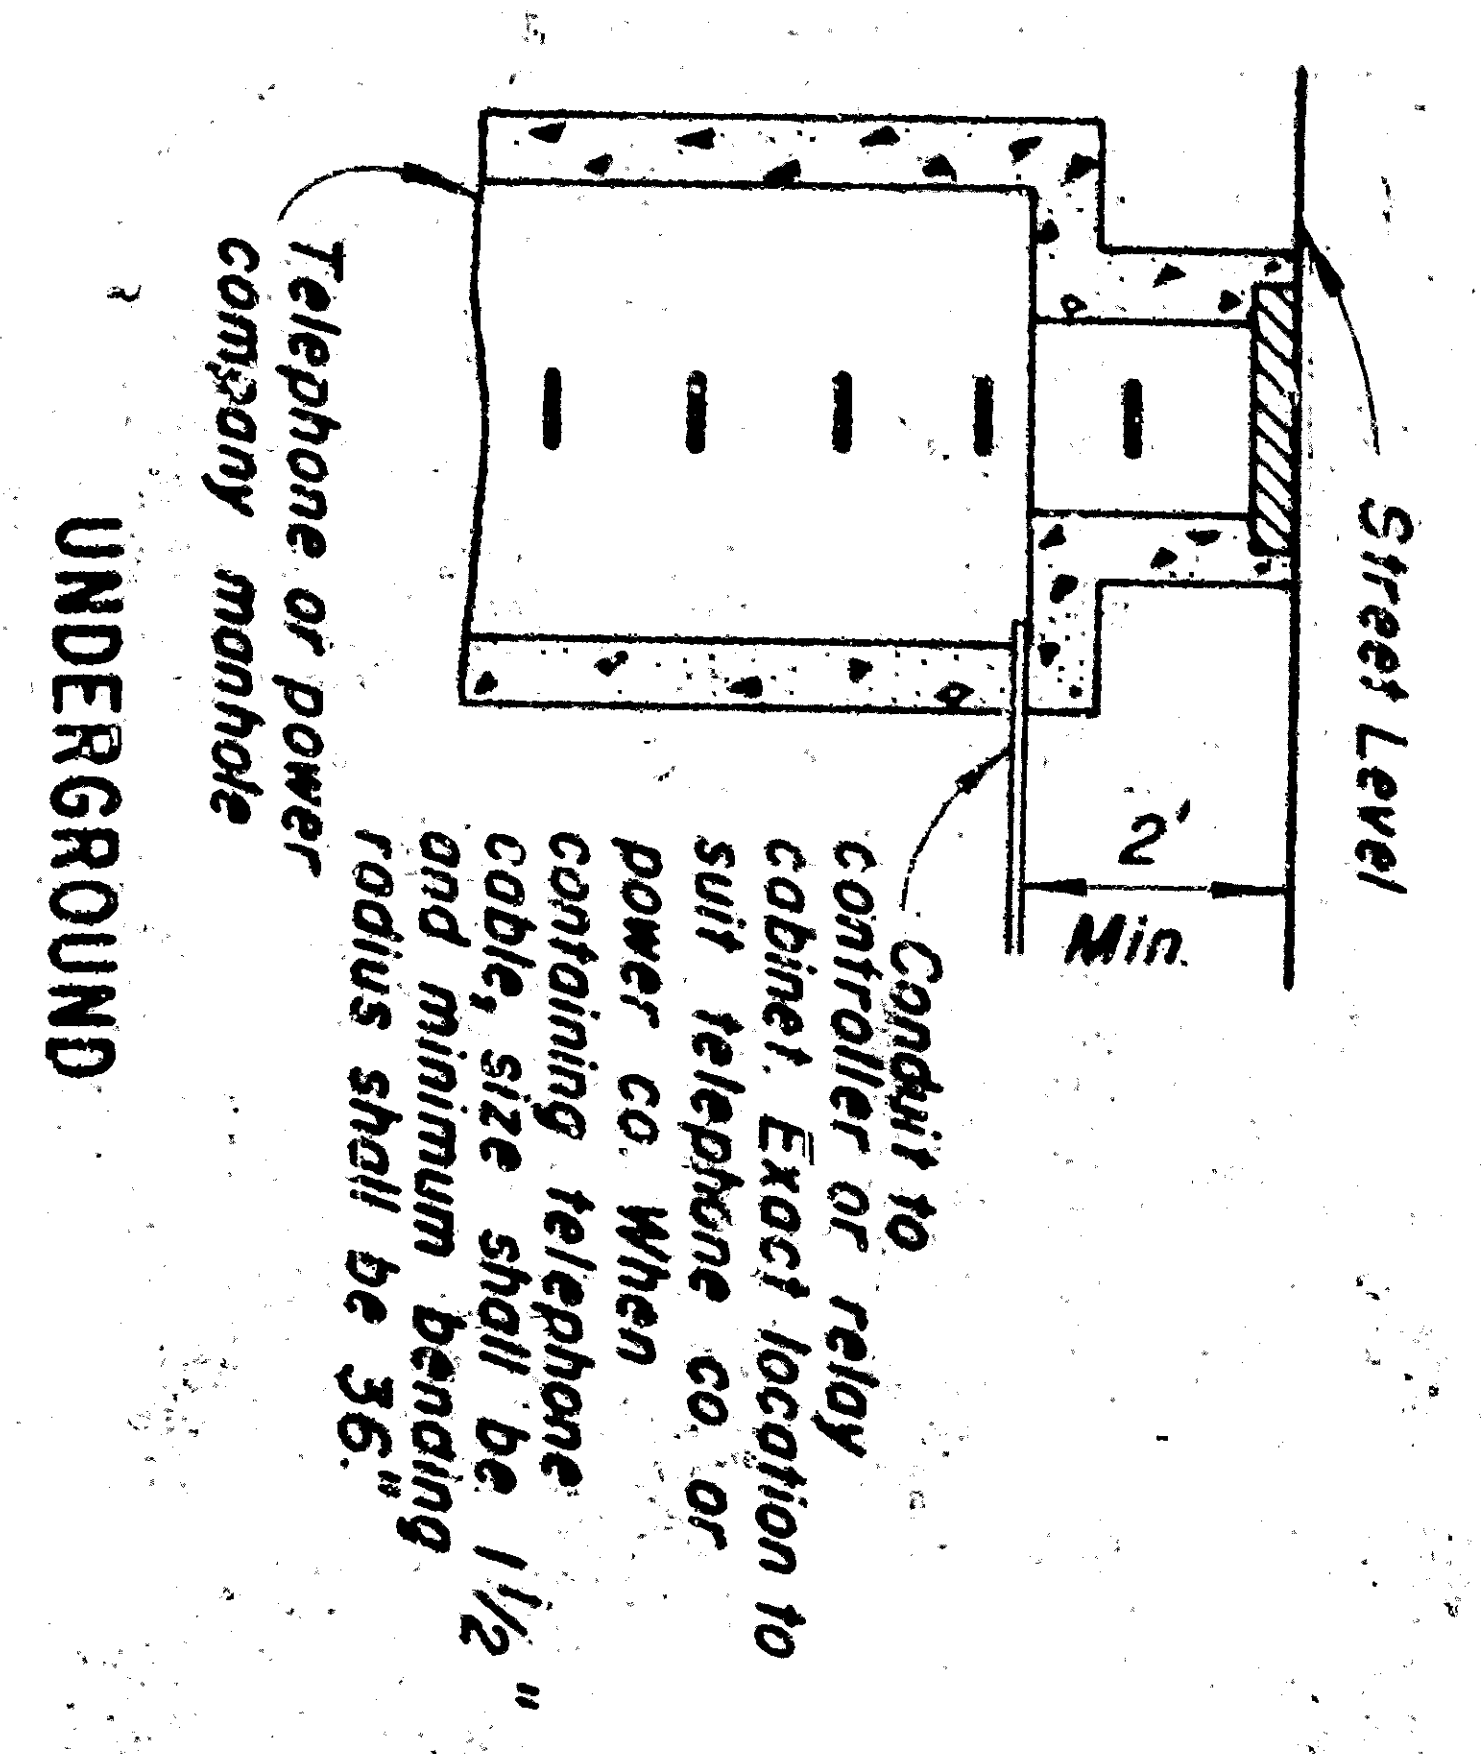 Street Level
2'
Min.
Conduit to
controller or relay
cabinet. Exact location to
suit telephone co. or
power co. When
containing telephone
cable, size shall be 1 1/2"
and minimum bending
radius shall be 36".
Telephone or power
company manhole
UNDERGROUND